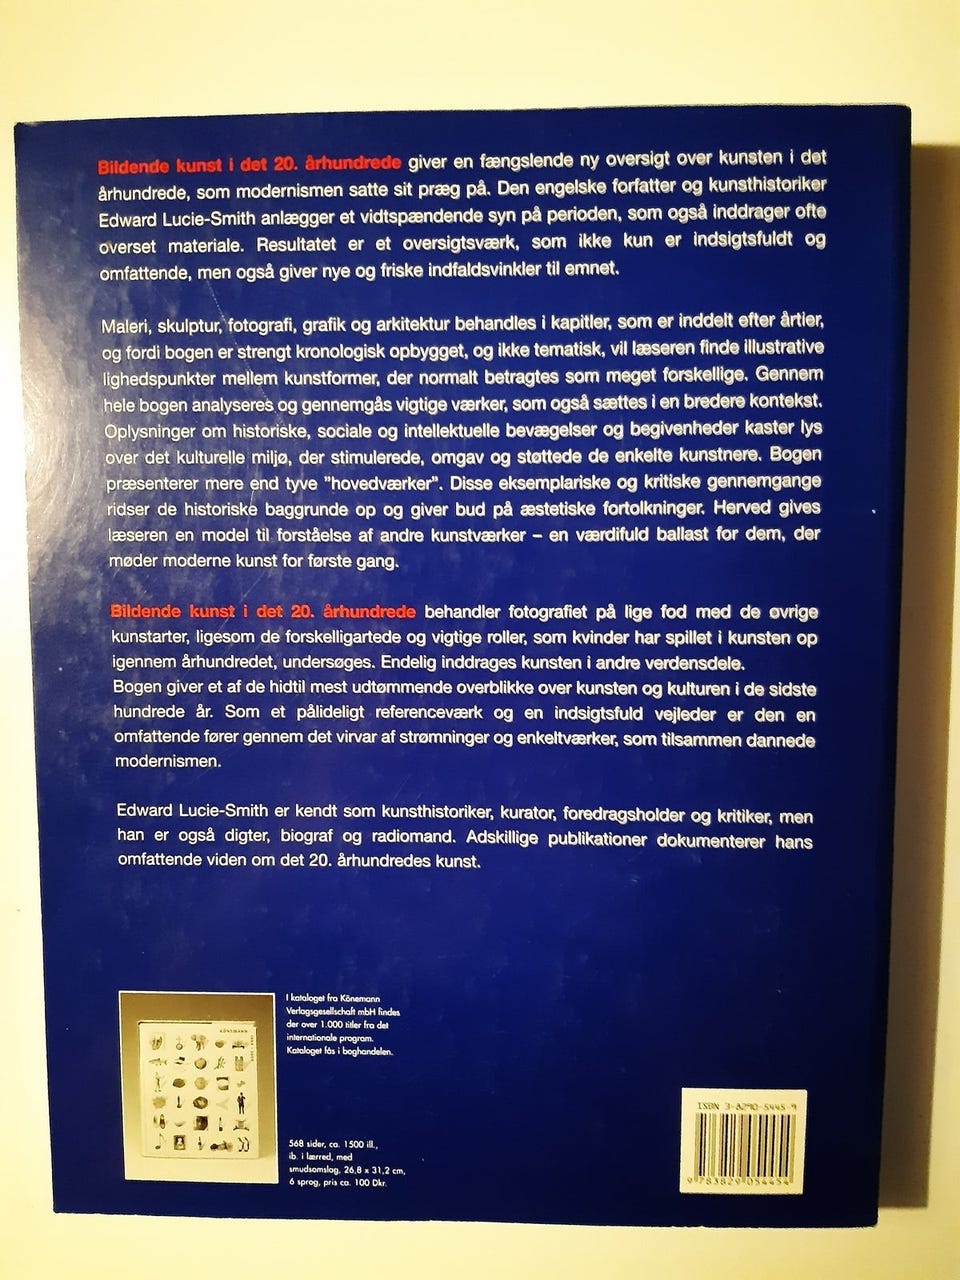 Bildende kunst i det 20. århundrede giver en fængslende ny oversigt over kunsten i det
århundrede, som modernismen satte sit præg på. Den engelske forfatter og kunsthistoriker
Edward Lucie-Smith anlægger et vidtspændende syn på perioden, som også inddrager ofte
overset materiale. Resultatet er et oversigtsværk, som ikke kun er indsigtsfuldt og
omfattende, men også giver nye og friske indfaldsvinkler til emnet.
Maleri, skulptur, fotografi, grafik og arkitektur behandles i kapitler, som er inddelt efter årtier,
og fordi bogen er strengt kronologisk opbygget, og ikke tematisk, vil læseren finde illustrative
lighedspunkter mellem kunstformer, der normalt betragtes som meget forskellige. Gennem
hele bogen analyseres og gennemgås vigtige værker, som også sættes i en bredere kontekst.
Oplysninger om historiske, sociale og intellektuelle bevægelser og begivenheder kaster lys
over det kulturelle miljø, der stimulerede, omgav og støttede de enkelte kunstnere. Bogen
præsenterer mere end tyve "hovedværker". Disse eksemplariske og kritiske gennemgange
ridser de historiske baggrunde op og giver bud på æstetiske fortolkninger. Herved gives
læseren en model til forståelse af andre kunstværker – en værdifuld ballast for dem, der
møder moderne kunst for første gang.
Bildende kunst i det 20. århundrede behandler fotografiet på lige fod med de øvrige
kunstarter, ligesom de forskelligartede og vigtige roller, som kvinder har spillet i kunsten op
igennem århundredet, undersøges. Endelig inddrages kunsten i andre verdensdele.
Bogen giver et af de hidtil mest udtømmende overblikke over kunsten og kulturen i de sidste
hundrede år. Som et pålideligt referenceværk og en indsigtsfuld vejleder er den en
omfattende fører gennem det virvar af strømninger og enkeltværker, som tilsammen dannede
modernismen.
Edward Lucie-Smith er kendt som kunsthistoriker, kurator, foredragsholder og kritiker, men
han er også digter, biograf og radiomand. Adskillige publikationer dokumenterer hans
omfattende viden om det 20. århundredes kunst.
KÖNEMANN
I kataloget fra Könemann
Verlagsgesellschaft mbH findes
der over 1.000 titler fra det
internationale program.
Kataloget fås i boghandelen.
568 sider, ca. 1500 ill.,
ib. i lærred, med
smudsomslag, 26,8 x 31,2 cm,
6 sprog, pris ca. 100 Dkr.
ISBN 3-8290-5445-9
9 783829 054454